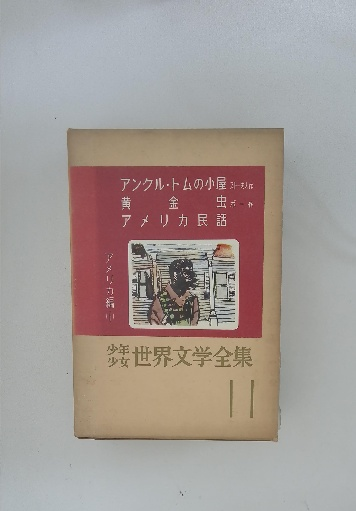 アンクル・トムの小屋 ストー夫人作
黄金虫 ポー作
アメリカ民話
アメリカ編(1)
少年少女世界文学全集
11